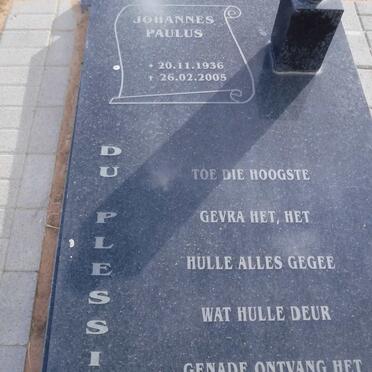 JOHANNES
PAULUS
* 20.11.1936
† 26.02.2005
DU PLESSI
TOE DIE HOOGSTE
GEVRA HET, HET
HULLE ALLES GEGEE
WAT HULLE DEUR
GENADE ONTVANG HET